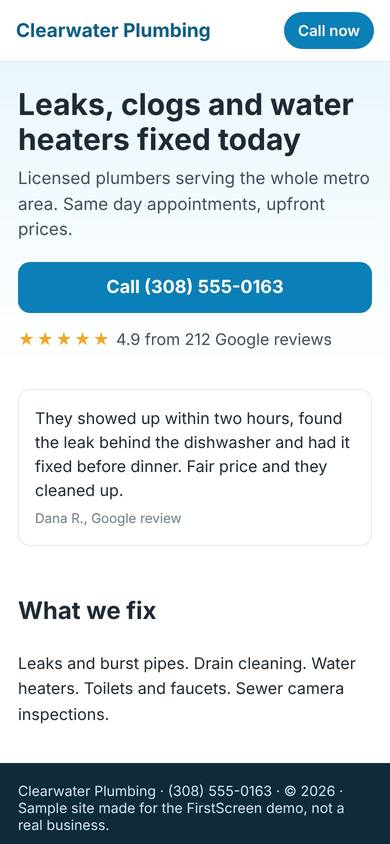 Clearwater Plumbing
Call now
Leaks, clogs and water
heaters fixed today
Licensed plumbers serving the whole metro
area. Same day appointments, upfront
prices.
Call (308) 555-0163
★★★★★ 4.9 from 212 Google reviews
They showed up within two hours, found
the leak behind the dishwasher and had it
fixed before dinner. Fair price and they
cleaned up.
Dana R., Google review
What we fix
Leaks and burst pipes. Drain cleaning. Water
heaters. Toilets and faucets. Sewer camera
inspections.
Clearwater Plumbing · (308) 555-0163 · © 2026 ·
Sample site made for the FirstScreen demo, not a
real business.